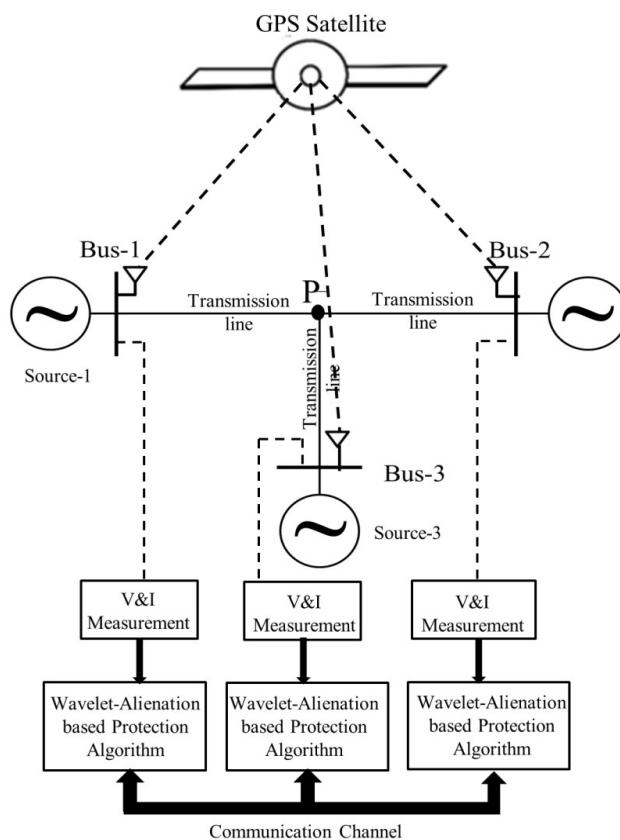 GPS Satellite
Bus-1
Bus-2
Transmission
line
P
Transmission
line
Transmission
line
Source-1
Bus-3
Source-3
V&I
Measurement
V&I
Measurement
V&I
Measurement
Wavelet-Alienation
based Protection
Algorithm
Wavelet-Alienation
based Protection
Algorithm
Wavelet-Alienation
based Protection
Algorithm
Communication Channel